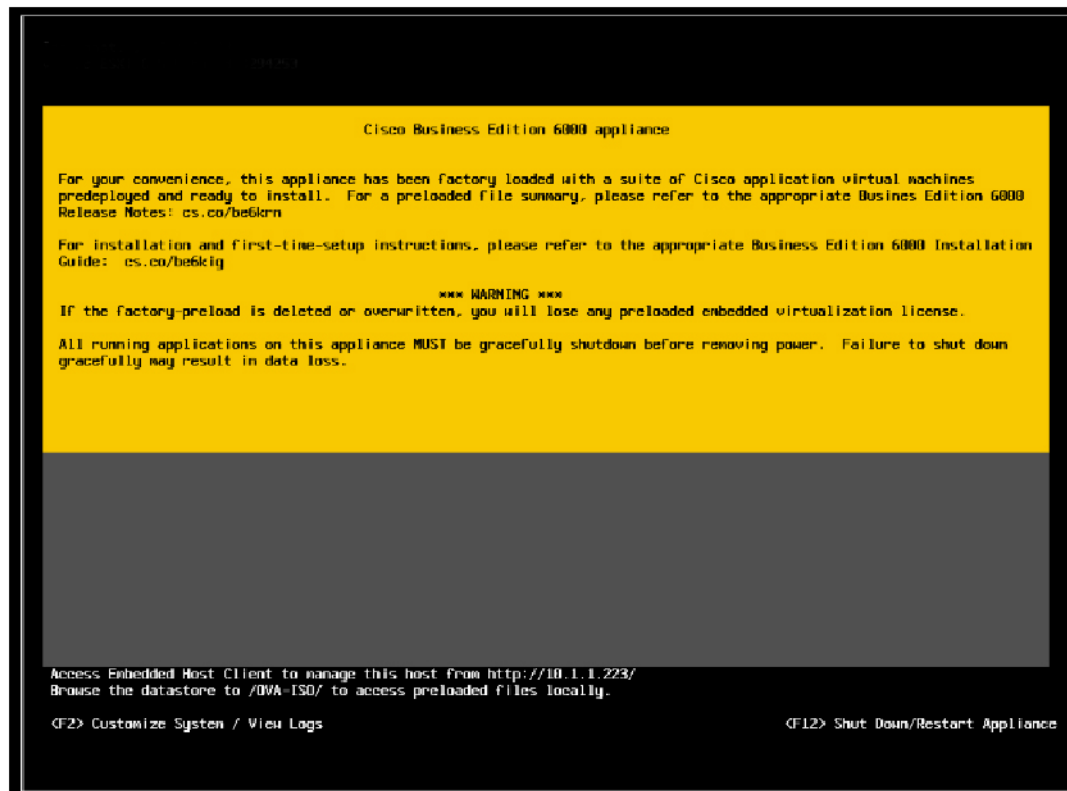 Cisco Business Edition 6000 appliance
For your convenience, this appliance has been factory loaded with a suite of Cisco application virtual machines
predeployed and ready to install. For a preloaded file summary, please refer to the appropriate Busines Edition 6000
Release Notes: cs.co/be6krn
For installation and first-time-setup instructions, please refer to the appropriate Business Edition 6000 Installation
Guide: cs.co/be6kig
*** WARNING ***
If the factory-preload is deleted or overwritten, you will lose any preloaded embedded virtualization license.
All running applications on this appliance MUST be gracefully shutdown before removing power. Failure to shut down
gracefully may result in data loss.
Access Embedded Host Client to manage this host from http://10.1.1.223/
Browse the datastore to /OVA-ISO/ to access preloaded files locally.
<F2> Customize System / View Logs
<F12> Shut Down/Restart Appliance